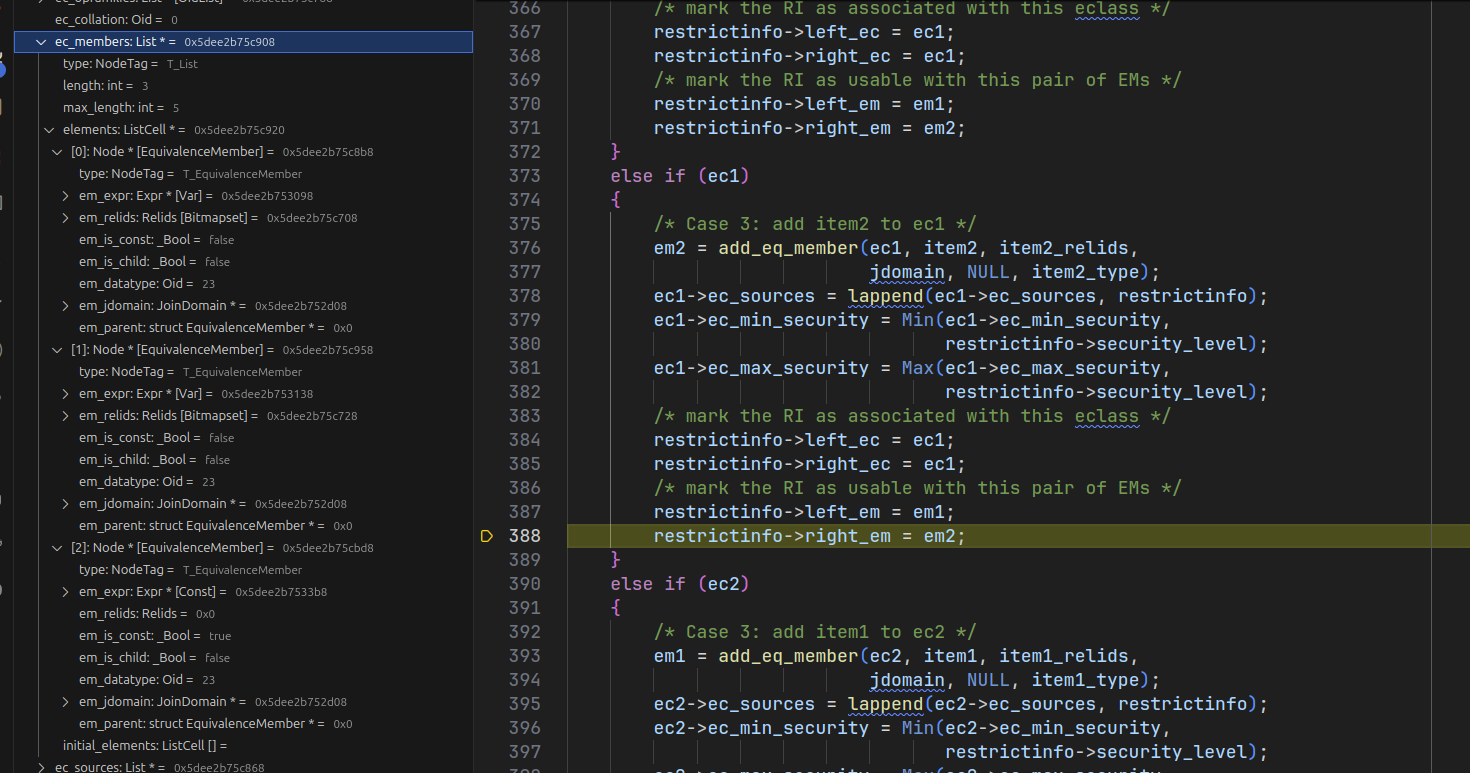 ec_opfamilies: List * [OidList] = 0x5dee2b75c7d8
ec_collation: Oid = 0
ec_members: List * = 0x5dee2b75c908
type: NodeTag = T_List
length: int = 3
max_length: int = 5
elements: ListCell * = 0x5dee2b75c920
[0]: Node * [EquivalenceMember] = 0x5dee2b75c8b8
type: NodeTag = T_EquivalenceMember
em_expr: Expr * [Var] = 0x5dee2b753098
em_relids: Relids [Bitmapset] = 0x5dee2b75c708
em_is_const: _Bool = false
em_is_child: _Bool = false
em_datatype: Oid = 23
em_jdomain: JoinDomain * = 0x5dee2b752d08
em_parent: struct EquivalenceMember * = 0x0
[1]: Node * [EquivalenceMember] = 0x5dee2b75c958
type: NodeTag = T_EquivalenceMember
em_expr: Expr * [Var] = 0x5dee2b753138
em_relids: Relids [Bitmapset] = 0x5dee2b75c728
em_is_const: _Bool = false
em_is_child: _Bool = false
em_datatype: Oid = 23
em_jdomain: JoinDomain * = 0x5dee2b752d08
em_parent: struct EquivalenceMember * = 0x0
[2]: Node * [EquivalenceMember] = 0x5dee2b75cbd8
type: NodeTag = T_EquivalenceMember
em_expr: Expr * [Const] = 0x5dee2b7533b8
em_relids: Relids = 0x0
em_is_const: _Bool = true
em_is_child: _Bool = false
em_datatype: Oid = 23
em_jdomain: JoinDomain * = 0x5dee2b752d08
em_parent: struct EquivalenceMember * = 0x0
initial_elements: ListCell [] =
ec_sources: List * = 0x5dee2b75c868
366 /* mark the RI as associated with this eclass */
367 restrictinfo->left_ec = ec1;
368 restrictinfo->right_ec = ec1;
369 /* mark the RI as usable with this pair of EMs */
370 restrictinfo->left_em = em1;
371 restrictinfo->right_em = em2;
372 }
373 else if (ec1)
374 {
375 /* Case 3: add item2 to ec1 */
376 em2 = add_eq_member(ec1, item2, item2_relids,
377 jdomain, NULL, item2_type);
378 ec1->ec_sources = lappend(ec1->ec_sources, restrictinfo);
379 ec1->ec_min_security = Min(ec1->ec_min_security,
380 restrictinfo->security_level);
381 ec1->ec_max_security = Max(ec1->ec_max_security,
382 restrictinfo->security_level);
383 /* mark the RI as associated with this eclass */
384 restrictinfo->left_ec = ec1;
385 restrictinfo->right_ec = ec1;
386 /* mark the RI as usable with this pair of EMs */
387 restrictinfo->left_em = em1;
388 restrictinfo->right_em = em2;
389 }
390 else if (ec2)
391 {
392 /* Case 3: add item1 to ec2 */
393 em1 = add_eq_member(ec2, item1, item1_relids,
394 jdomain, NULL, item1_type);
395 ec2->ec_sources = lappend(ec2->ec_sources, restrictinfo);
396 ec2->ec_min_security = Min(ec2->ec_min_security,
397 restrictinfo->security_level);